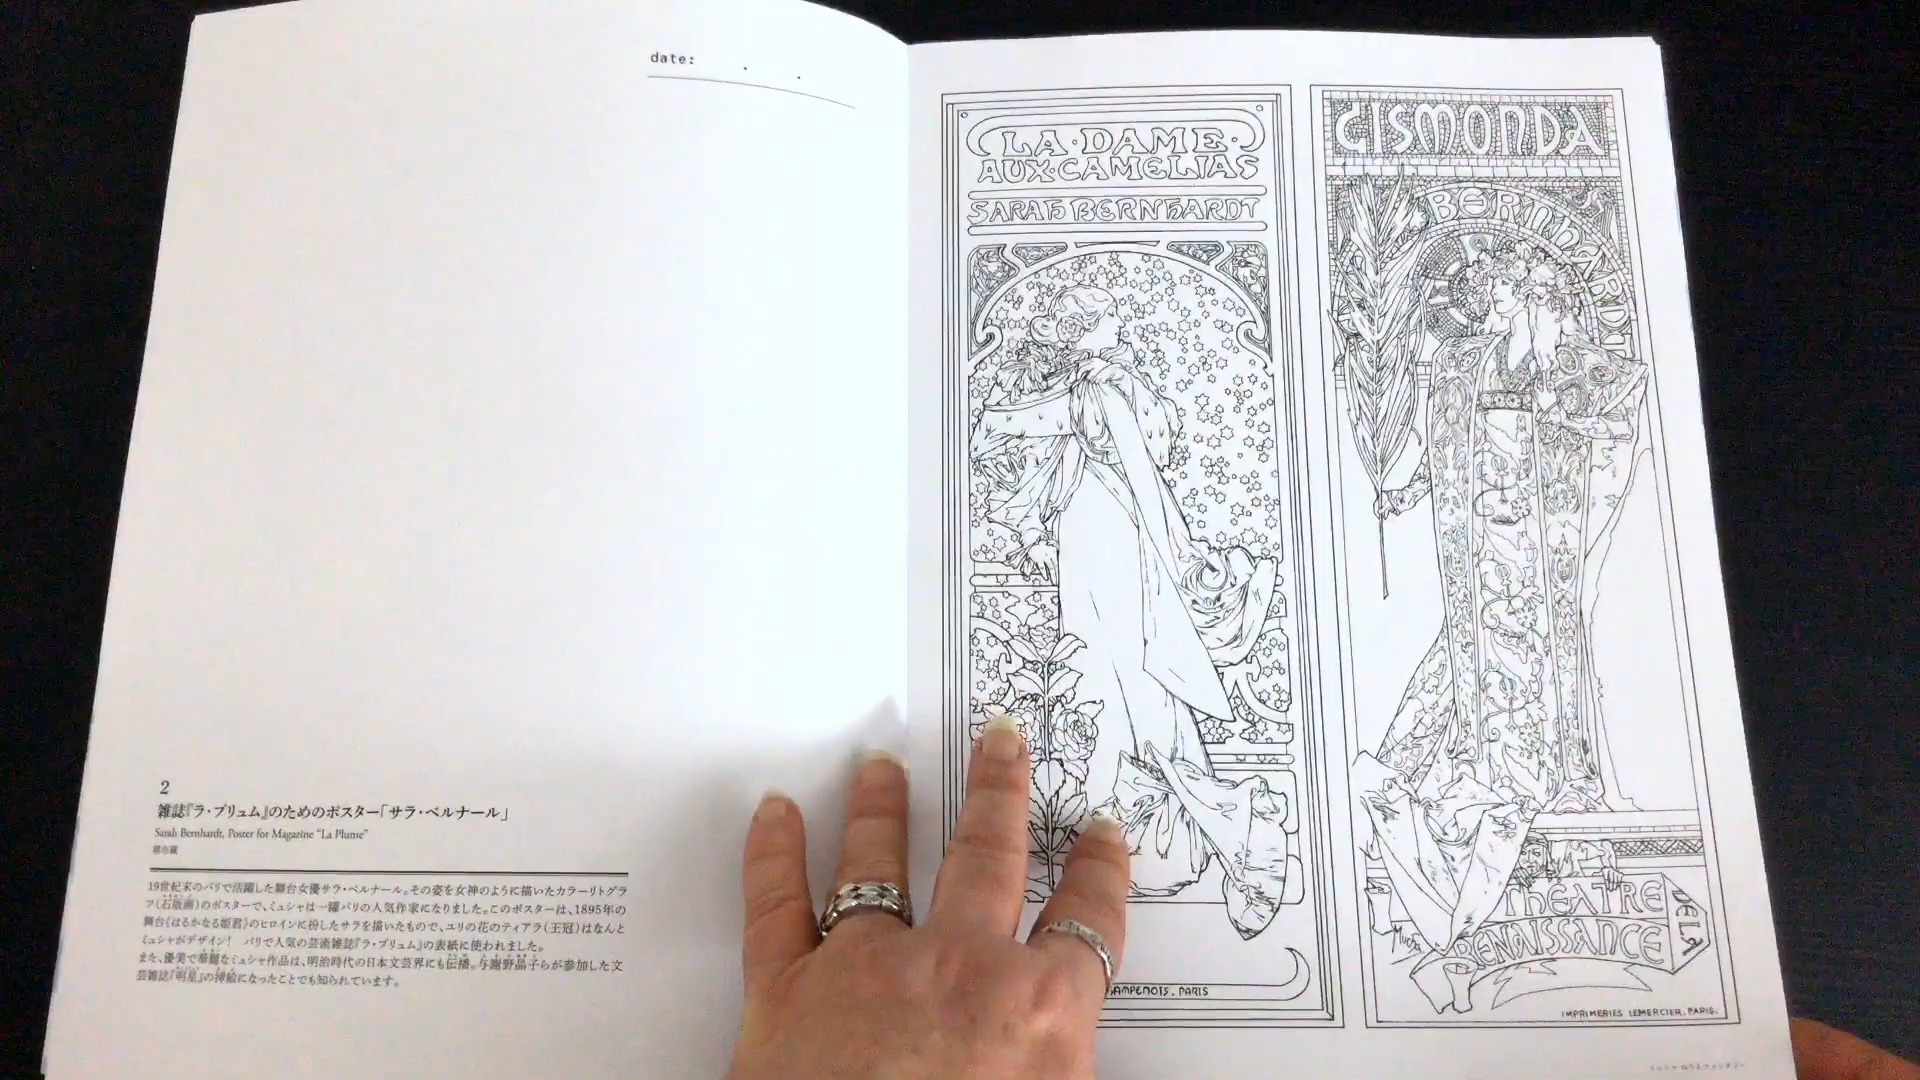 date: . .
2
雑誌『ラ・プリュム』のためのポスター「サラ・ベルナール」
Sarah Bernhardt, Poster for Magazine "La Plume"
堺市蔵
19世紀末のパリで活躍した舞台女優サラ・ベルナール。その姿を女神のように描いたカラーリトグラ
フ(石版画)のポスターで、ミュシャは一躍パリの人気作家になりました。このポスターは、1895年の
舞台《はるかなる姫君》のヒロインに扮したサラを描いたもので、ユリの花のティアラ(王冠)はなんと
ミュシャがデザイン! パリで人気の芸術雑誌『ラ・プリュム』の表紙に使われました。
また、優美で華麗なミュシャ作品は、明治時代の日本文芸界にも伝播。与謝野晶子らが参加した文
芸雑誌『明星』の挿絵になったことでも知られています。
LA·DAME·
AUX·CAMELIAS
SARAH BERNHARDT
CHAMPENOIS. PARIS
GISMONDA
BERNHARDT
THEATRE
DE LA
RENAISSANCE
Mucha
IMPRIMERIES LEMERCIER. PARIS.